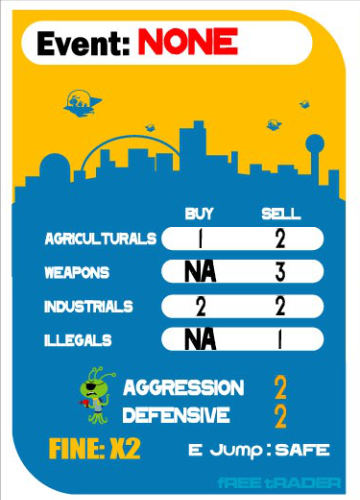 Event: NONE
BUY SELL
AGRICULTURALS 1 2
WEAPONS NA 3
INDUSTRIALS 2 2
ILLEGALS NA 1
AGGRESSION 2
DEFENSIVE 2
FINE: X2 E Jump: SAFE
FREE tRADER